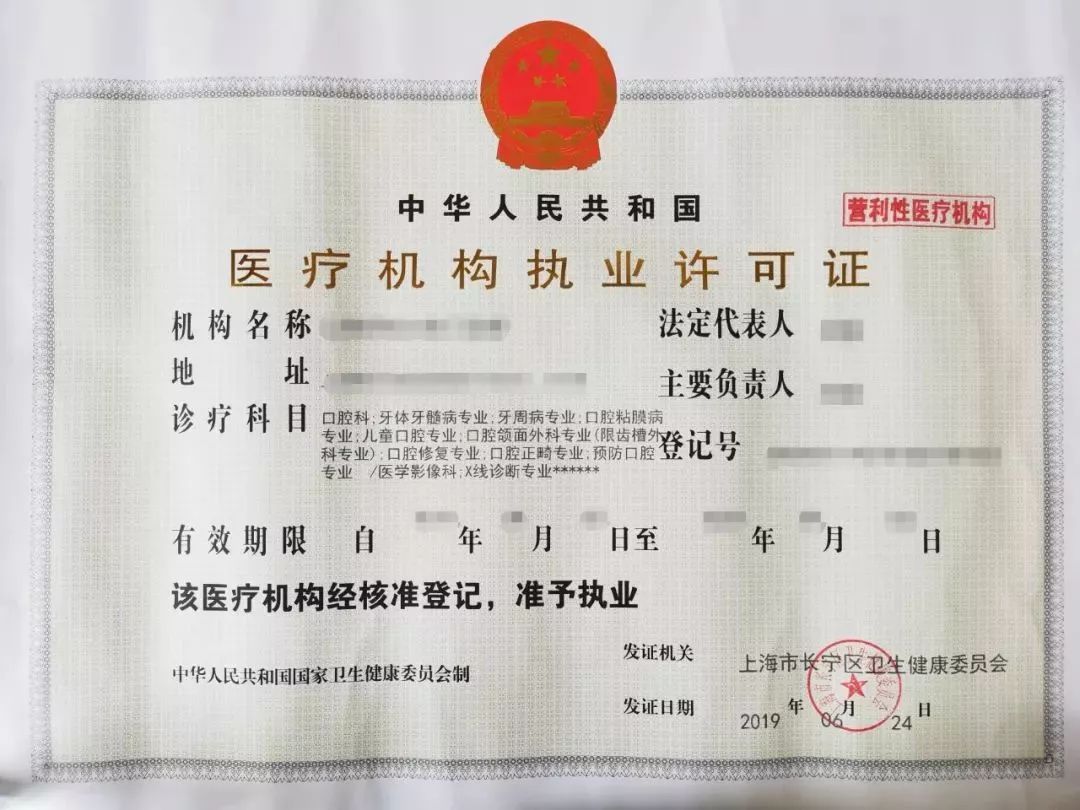 中华人民共和国
营利性医疗机构
医疗机构执业许可证
机构名称
法定代表人
地址
主要负责人
诊疗科目
口腔科;牙体牙髓病专业;牙周病专业;口腔粘膜病
专业;儿童口腔专业;口腔颌面外科专业(限齿槽外
科专业);口腔修复专业;口腔正畸专业;预防口腔
专业 /医学影像科;X线诊断专业******
登记号
有效期限 自 年 月 日至 年 月 日
该医疗机构经核准登记，准予执业
中华人民共和国国家卫生健康委员会制
发证机关 上海市长宁区卫生健康委员会
发证日期 2019 年 06 月 24 日